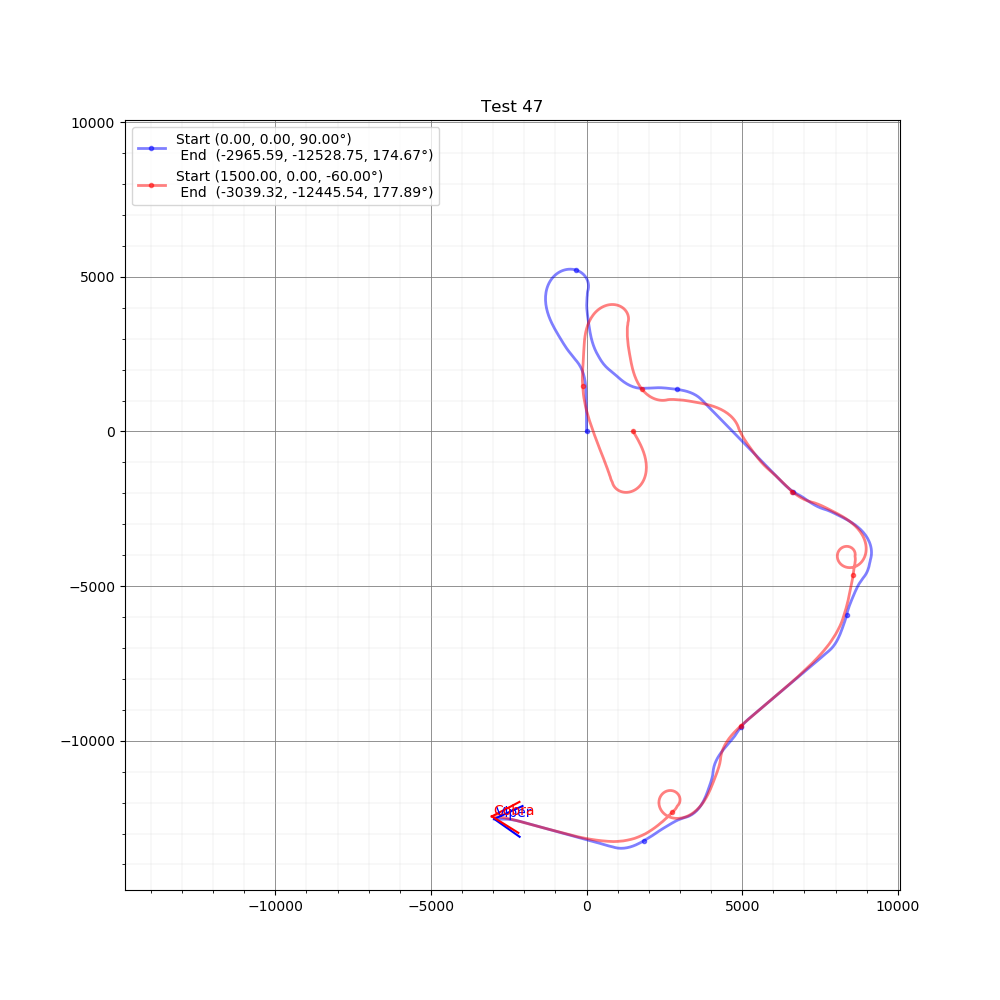 Test 47
Start (0.00, 0.00, 90.00°)
End (-2965.59, -12528.75, 174.67°)
Start (1500.00, 0.00, -60.00°)
End (-3039.32, -12445.54, 177.89°)
10000
5000
0
−5000
−10000
Viper
−10000
−5000
0
5000
10000